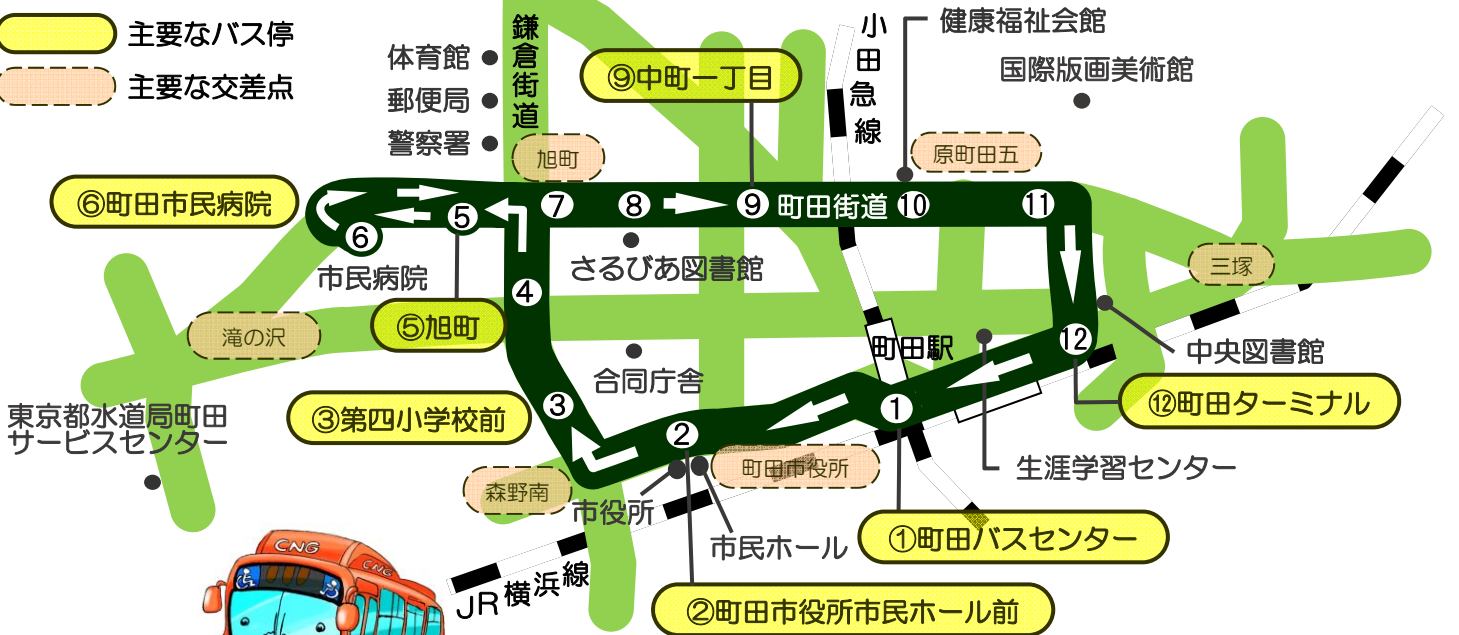 主要なバス停
主要な交差点
鎌倉街道
体育館
郵便局
警察署
旭町
⑨中町一丁目
小田急線
健康福祉会館
国際版画美術館
原町田五
⑥町田市民病院
⑤
⑦
⑧
⑨
町田街道
⑩
⑪
⑥
市民病院
さるびあ図書館
三塚
④
⑤旭町
滝の沢
町田駅
⑫
中央図書館
合同庁舎
③第四小学校前
③
①
⑫町田ターミナル
東京都水道局町田
サービスセンター
②
町田市役所
生涯学習センター
森野南
市役所
市民ホール
①町田バスセンター
JR横浜線
②町田市役所市民ホール前
CNG
CNG